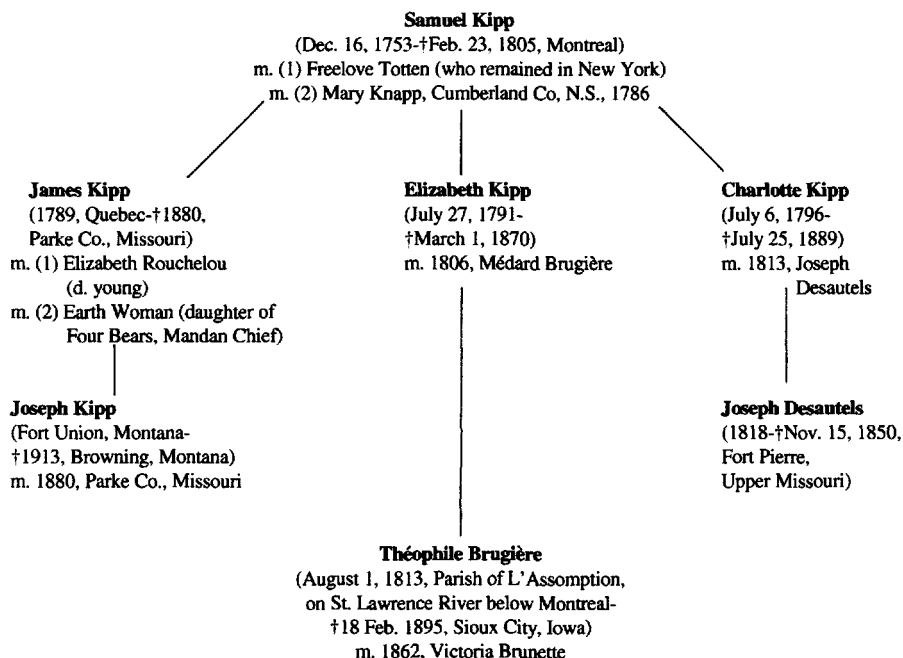 Samuel Kipp
(Dec. 16, 1753-†Feb. 23, 1805, Montreal)
m. (1) Freelove Totten (who remained in New York)
m. (2) Mary Knapp, Cumberland Co, N.S., 1786
James Kipp
(1789, Quebec-†1880,
Parke Co., Missouri)
m. (1) Elizabeth Rouchelou
(d. young)
m. (2) Earth Woman (daughter of
Four Bears, Mandan Chief)
Elizabeth Kipp
(July 27, 1791-
†March 1, 1870)
m. 1806, Médard Brugière
Charlotte Kipp
(July 6, 1796-
†July 25, 1889)
m. 1813, Joseph
Desautels
Joseph Kipp
(Fort Union, Montana-
†1913, Browning, Montana)
m. 1880, Parke Co., Missouri
Joseph Desautels
(1818-†Nov. 15, 1850,
Fort Pierre,
Upper Missouri)
Théophile Brugière
(August 1, 1813, Parish of L'Assomption,
on St. Lawrence River below Montreal-
†18 Feb. 1895, Sioux City, Iowa)
m. 1862, Victoria Brunette